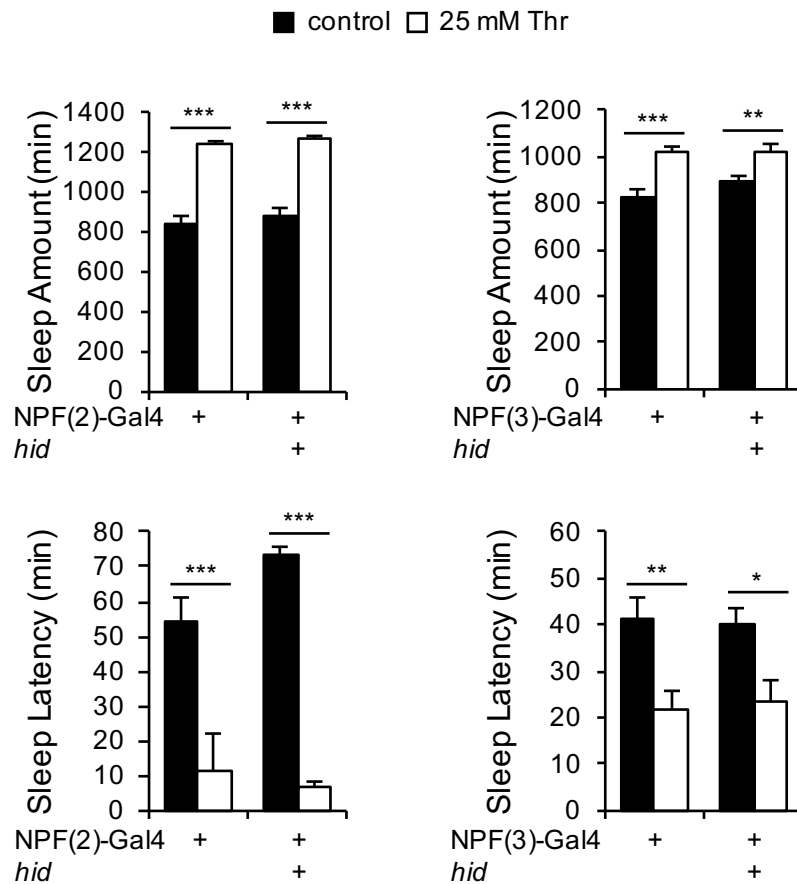 control 25 mM Thr
Sleep Amount (min)
1400
1200
1000
800
600
400
200
0
*** ***
NPF(2)-Gal4 + +
hid +
Sleep Amount (min)
1200
1000
800
600
400
200
0
*** **
NPF(3)-Gal4 + +
hid +
Sleep Latency (min)
80
70
60
50
40
30
20
10
0
*** ***
NPF(2)-Gal4 + +
hid +
Sleep Latency (min)
60
50
40
30
20
10
0
** *
NPF(3)-Gal4 + +
hid +